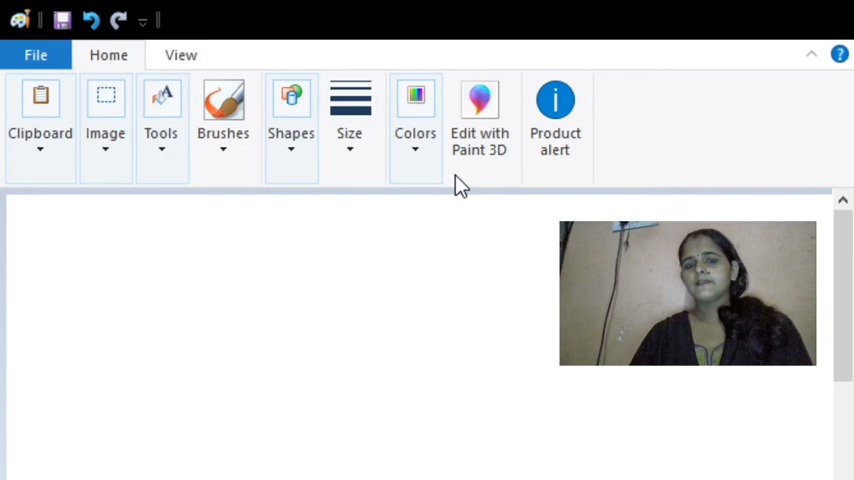 File Home View
Clipboard Image Tools Brushes Shapes Size Colors Edit with Product
Paint 3D alert